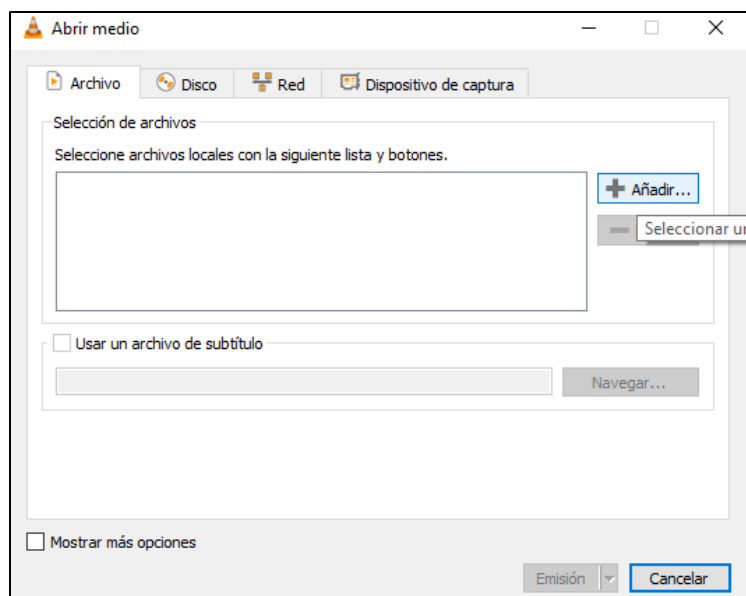 Abrir medio
Archivo Disco Red Dispositivo de captura
Selección de archivos
Seleccione archivos locales con la siguiente lista y botones.
Añadir...
Seleccionar
Usar un archivo de subtítulo
Navegar...
Mostrar más opciones
Emisión Cancelar